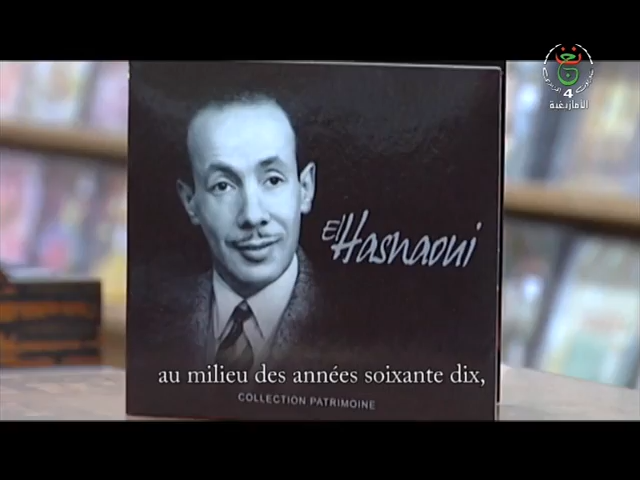 4
الأمازيغية
El Hasnaoui
au milieu des années soixante dix,
COLLECTION PATRIMOINE